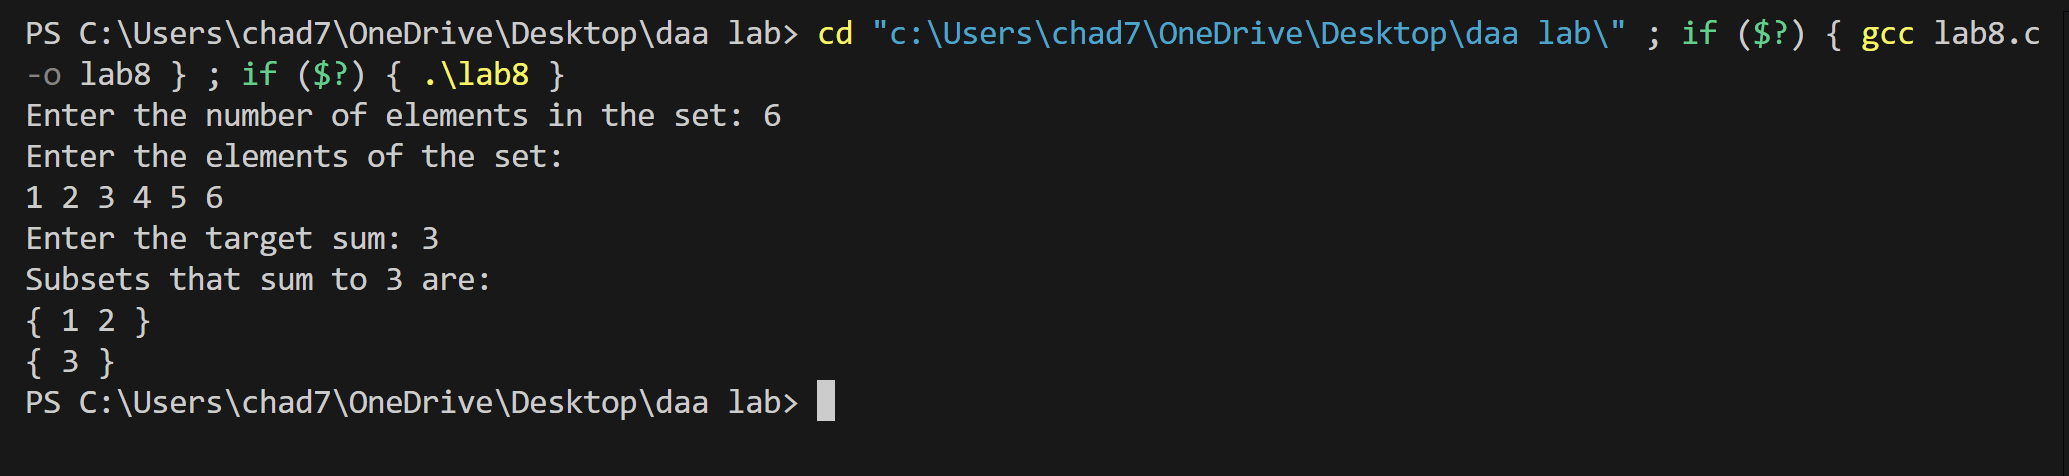 PS C:\Users\chad7\OneDrive\Desktop\daa lab> cd "c:\Users\chad7\OneDrive\Desktop\daa lab\" ; if ($?) { gcc lab8.c
-o lab8 } ; if ($?) { .\lab8 }
Enter the number of elements in the set: 6
Enter the elements of the set:
1 2 3 4 5 6
Enter the target sum: 3
Subsets that sum to 3 are:
{ 1 2 }
{ 3 }
PS C:\Users\chad7\OneDrive\Desktop\daa lab>